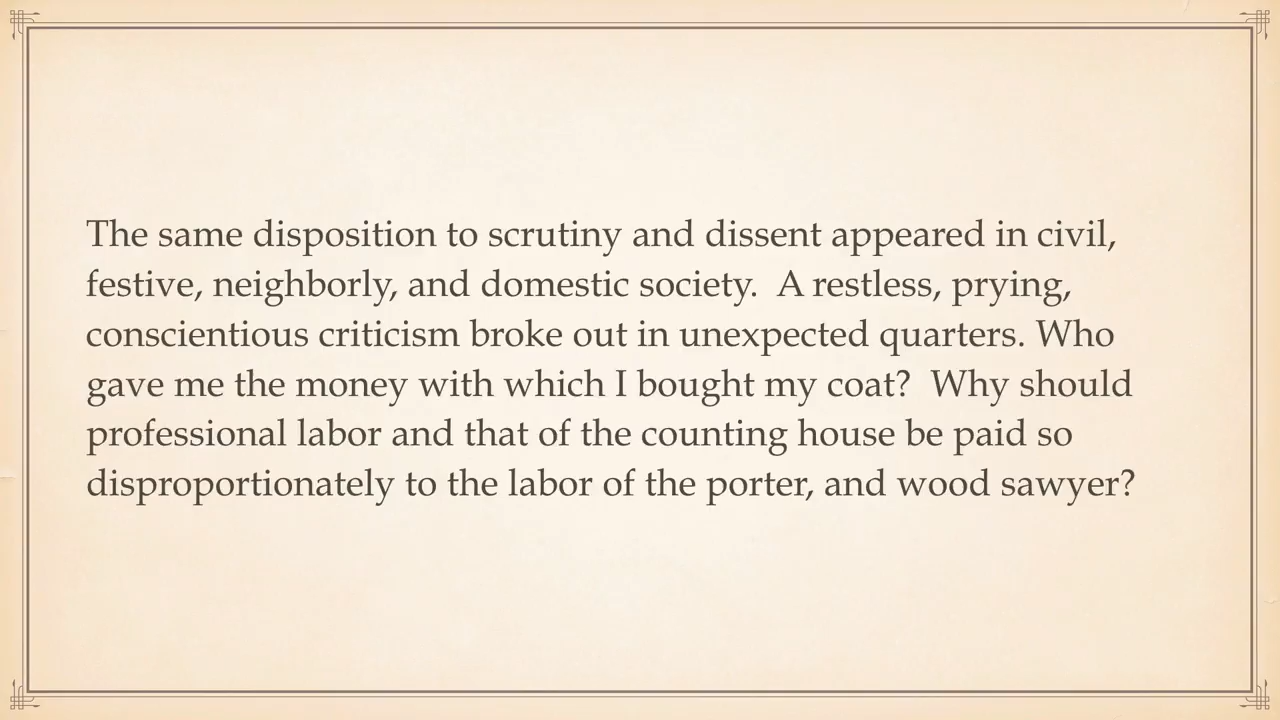 The same disposition to scrutiny and dissent appeared in civil,
festive, neighborly, and domestic society.  A restless, prying,
conscientious criticism broke out in unexpected quarters. Who
gave me the money with which I bought my coat?  Why should
professional labor and that of the counting house be paid so
disproportionately to the labor of the porter, and wood sawyer?